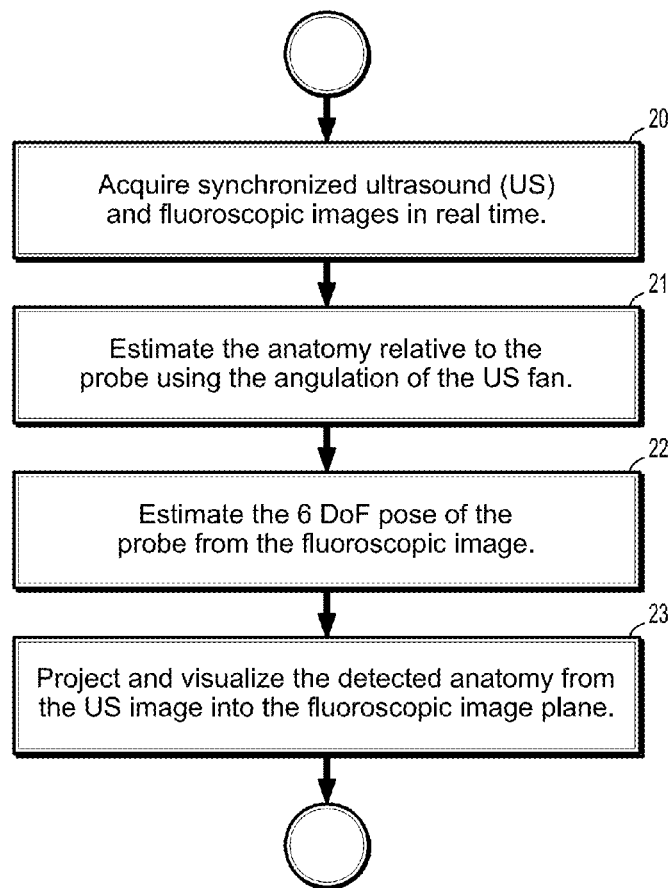 20
Acquire synchronized ultrasound (US)
and fluoroscopic images in real time.
21
Estimate the anatomy relative to the
probe using the angulation of the US fan.
22
Estimate the 6 DoF pose of the
probe from the fluoroscopic image.
23
Project and visualize the detected anatomy from
the US image into the fluoroscopic image plane.